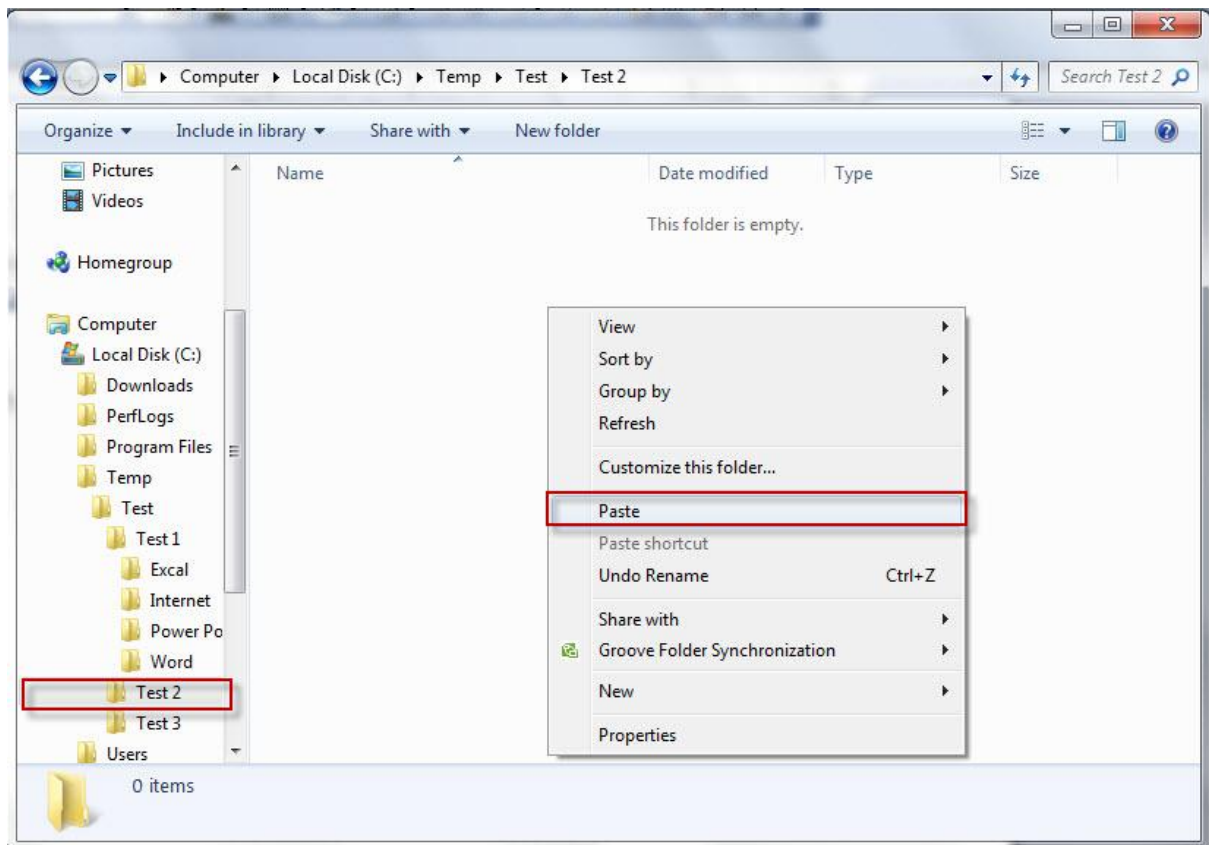 Computer Local Disk (C:) Temp Test Test 2
Search Test 2
Organize Include in library Share with New folder
Pictures
Videos
Homegroup
Computer
Local Disk (C:)
Downloads
PerfLogs
Program Files
Temp
Test
Test 1
Excal
Internet
Power Po
Word
Test 2
Test 3
Users
Name Date modified Type Size
This folder is empty.
View
Sort by
Group by
Refresh
Customize this folder...
Paste
Paste shortcut
Undo Rename Ctrl+Z
Share with
Groove Folder Synchronization
New
Properties
0 items